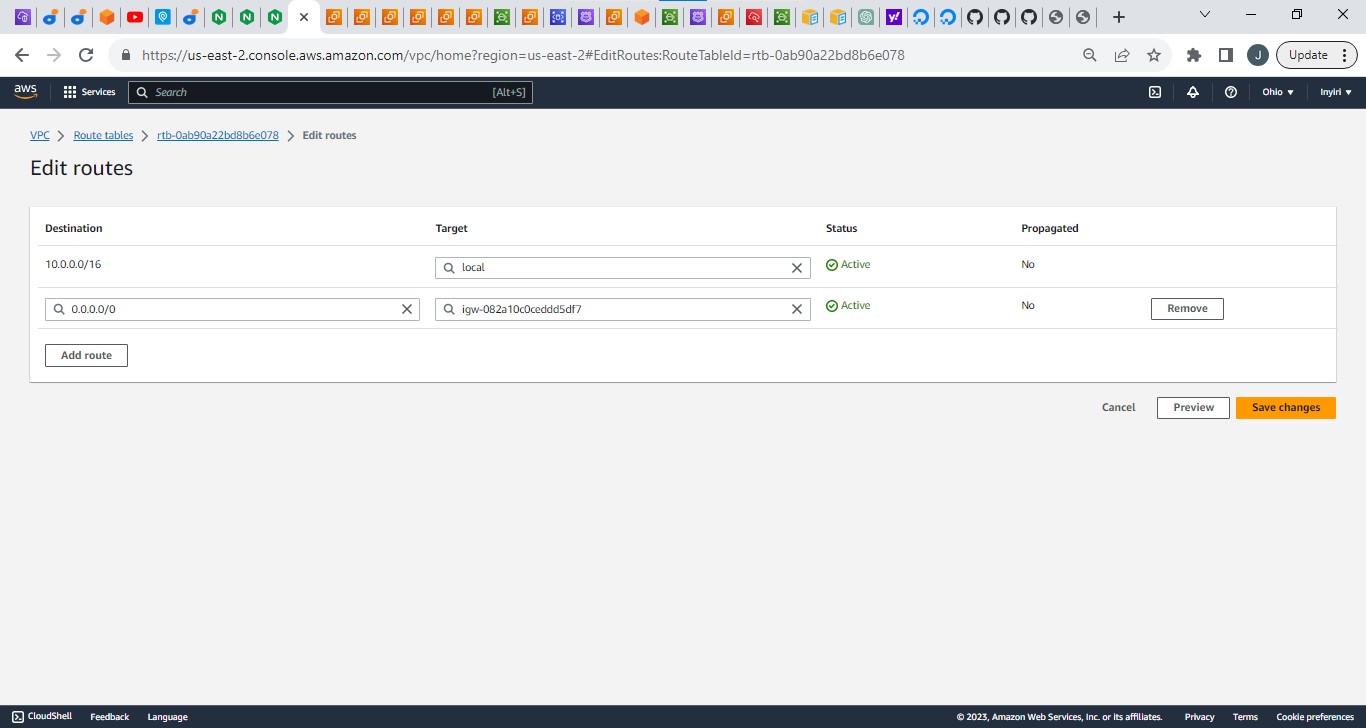 https://us-east-2.console.aws.amazon.com/vpc/home?region=us-east-2#EditRoutes:RouteTableId=rtb-0ab90a22bd8b6e078
J
Update
aws
Services
Search
[Alt+S]
Ohio
Inyiri
VPC
Route tables
rtb-0ab90a22bd8b6e078
Edit routes
Edit routes
Destination
Target
Status
Propagated
10.0.0.0/16
local
Active
No
0.0.0.0/0
igw-082a10c0ceddd5df7
Active
No
Remove
Add route
Cancel
Preview
Save changes
CloudShell
Feedback
Language
© 2023, Amazon Web Services, Inc. or its affiliates.
Privacy
Terms
Cookie preferences